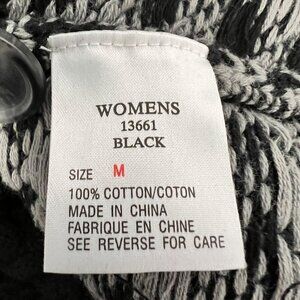 WOMENS
13661
BLACK
SIZE M
100% COTTON/COTON
MADE IN CHINA
FABRIQUE EN CHINE
SEE REVERSE FOR CARE